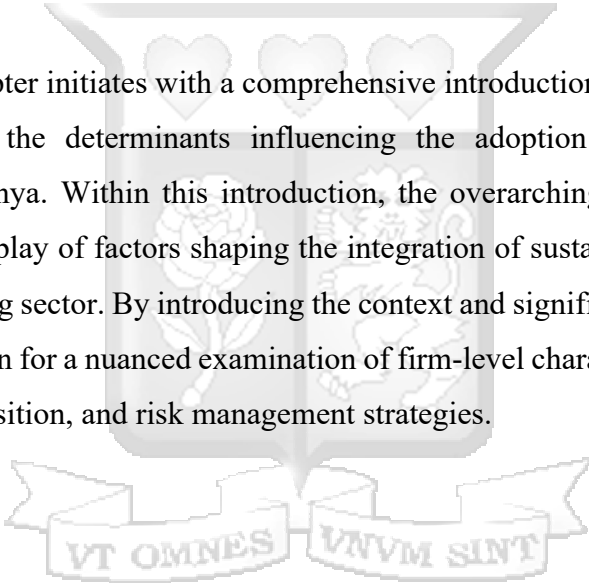 pter initiates with a comprehensive introduction
the determinants influencing the adoption
nya. Within this introduction, the overarching
play of factors shaping the integration of susta
g sector. By introducing the context and signifi
n for a nuanced examination of firm-level chara
sition, and risk management strategies.
VT OMNES VNVM SINT